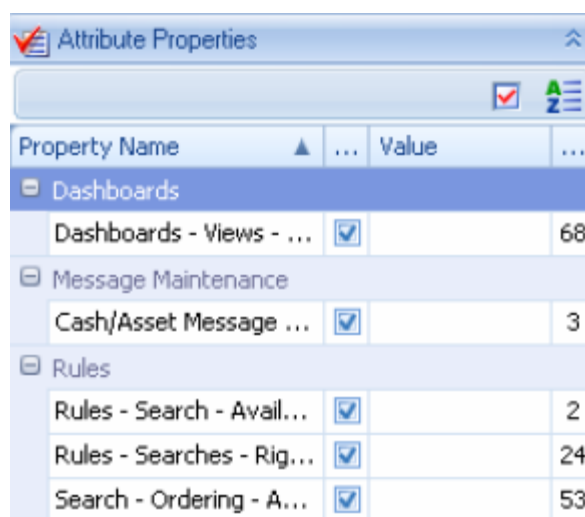 Attribute Properties
A
Z
Property Name ... Value ...
Dashboards
Dashboards - Views - ... 68
Message Maintenance
Cash/Asset Message ... 3
Rules
Rules - Search - Avail... 2
Rules - Searches - Rig... 24
Search - Ordering - A... 53